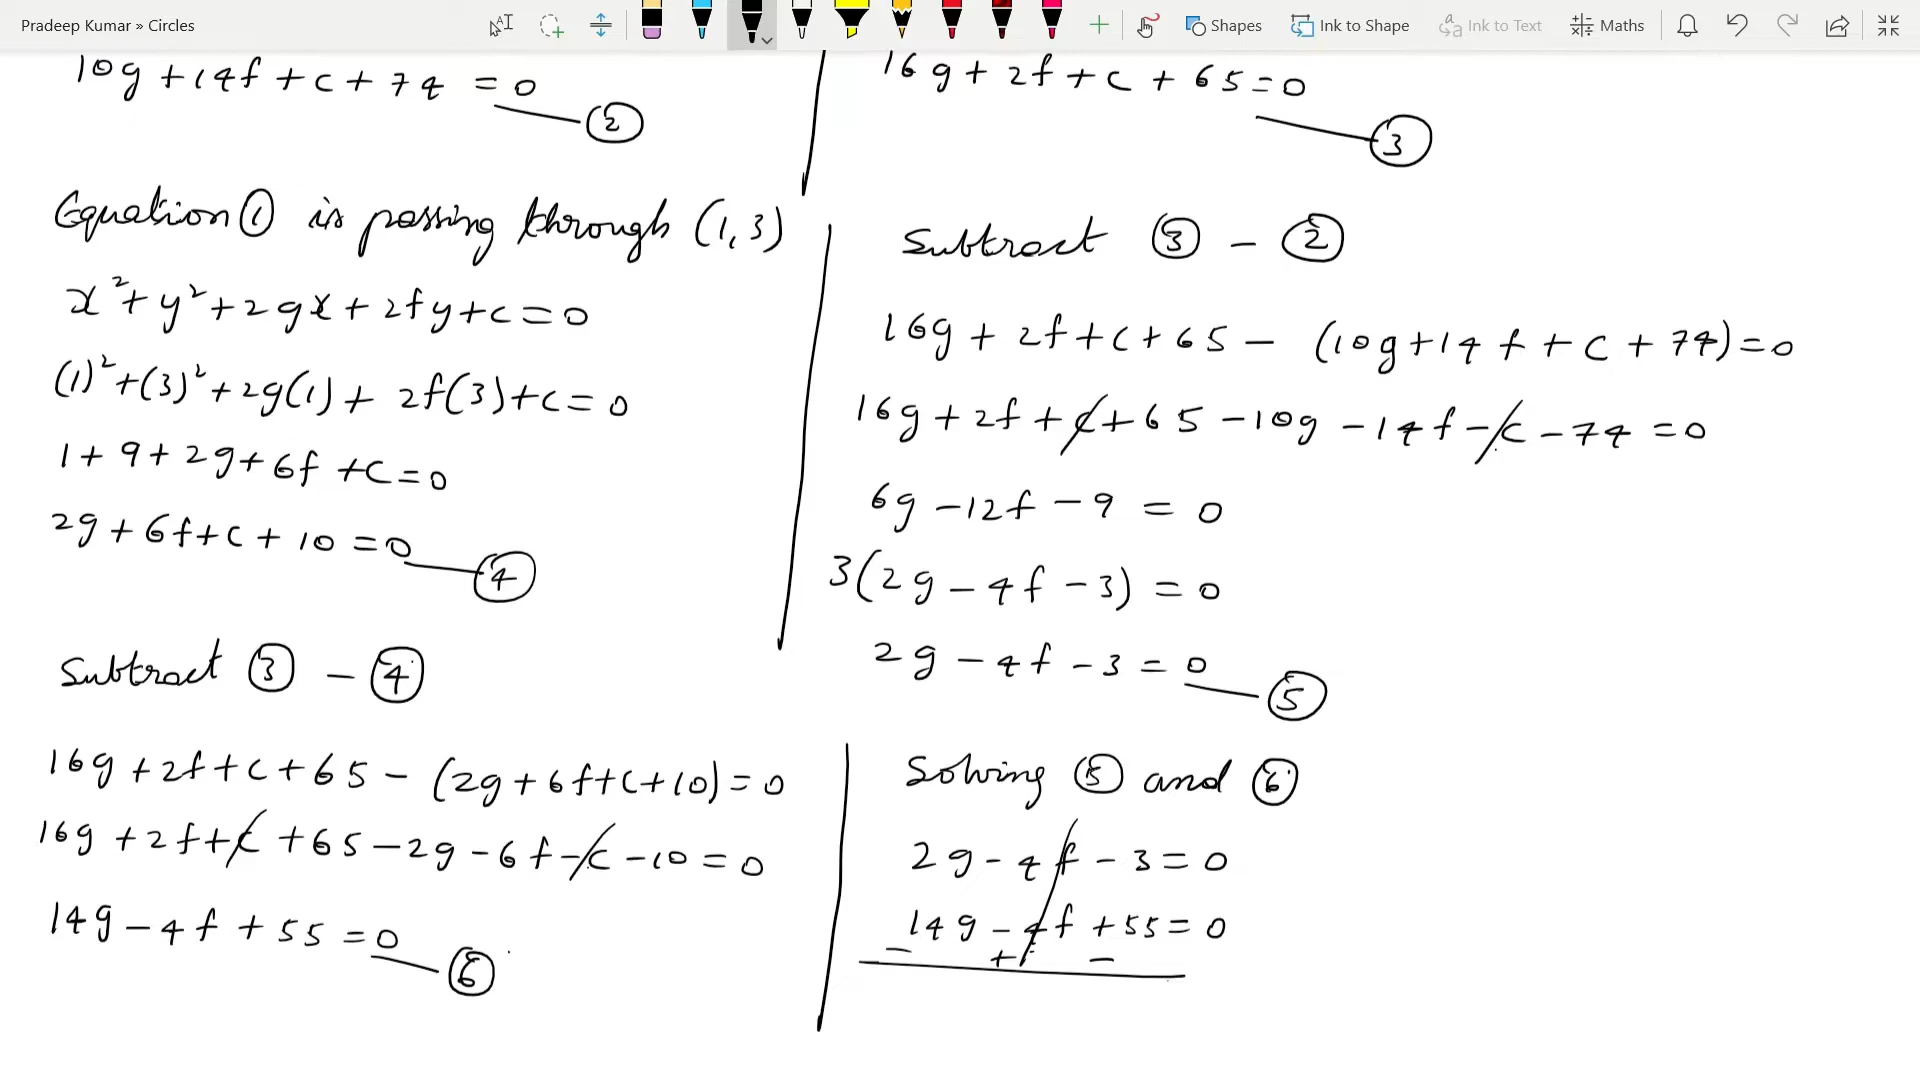 Pradeep Kumar » Circles
Shapes
Ink to Shape
Ink to Text
Maths
10g + 14f + c + 74 = 0
②
16g + 2f + c + 65 = 0
③
Equation ① is passing through (1, 3)
x² + y² + 2gx + 2fy + c = 0
(1)² + (3)² + 2g(1) + 2f(3) + c = 0
1 + 9 + 2g + 6f + c = 0
2g + 6f + c + 10 = 0
④
Subtract ③ - ②
16g + 2f + c + 65 - (10g + 14f + c + 74) = 0
16g + 2f + c + 65 - 10g - 14f - c - 74 = 0
6g - 12f - 9 = 0
3(2g - 4f - 3) = 0
2g - 4f - 3 = 0
⑤
Subtract ③ - ④
16g + 2f + c + 65 - (2g + 6f + c + 10) = 0
16g + 2f + c + 65 - 2g - 6f - c - 10 = 0
14g - 4f + 55 = 0
⑥
Solving ⑤ and ⑥
2g - 4f - 3 = 0
14g - 4f + 55 = 0
- + -